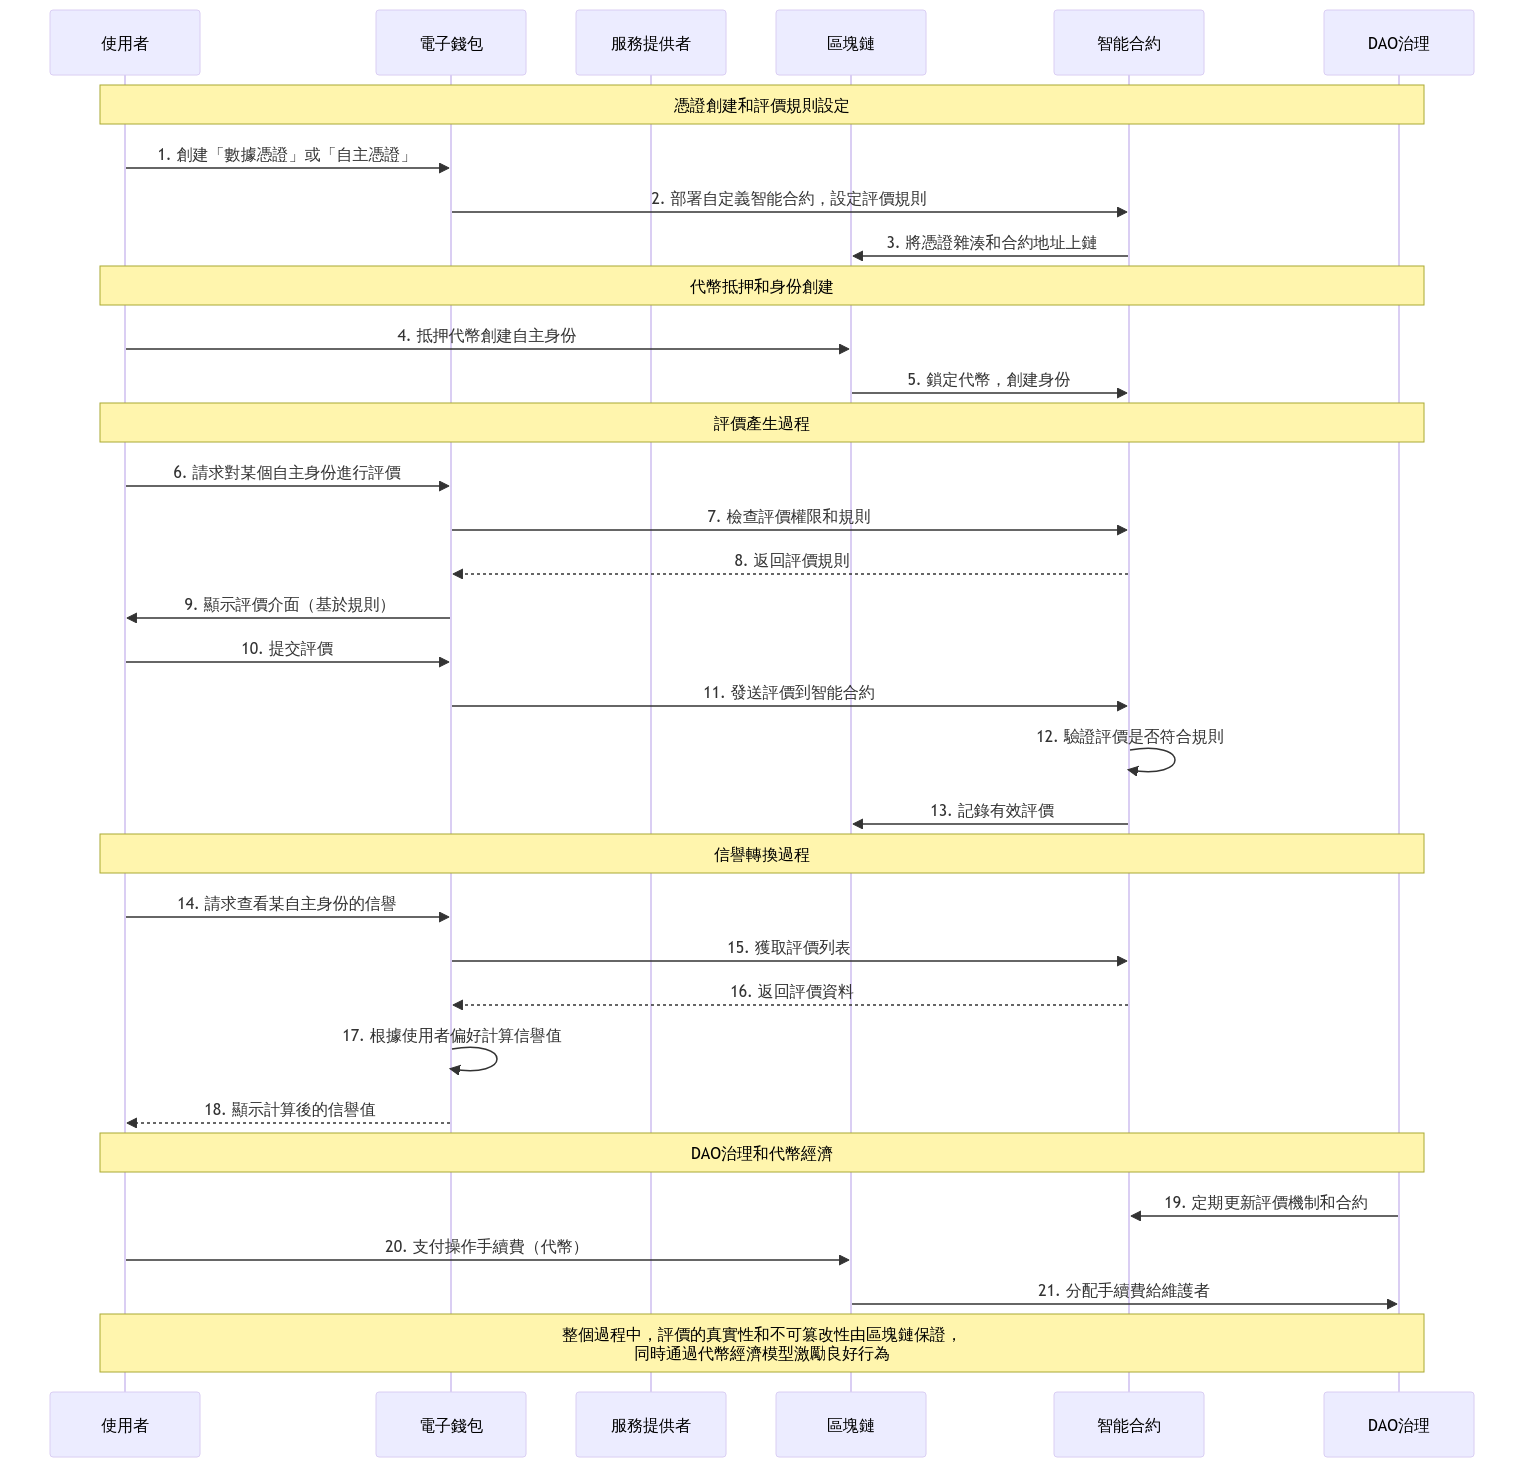 使用者
電子錢包
服務提供者
區塊鏈
智能合約
DAO治理
憑證創建和評價規則設定
1. 創建「數據憑證」或「自主憑證」
2. 部署自定義智能合約，設定評價規則
3. 將憑證雜湊和合約地址上鏈
代幣抵押和身份創建
4. 抵押代幣創建自主身份
5. 鎖定代幣，創建身份
評價產生過程
6. 請求對某個自主身份進行評價
7. 檢查評價權限和規則
8. 返回評價規則
9. 顯示評價介面（基於規則）
10. 提交評價
11. 發送評價到智能合約
12. 驗證評價是否符合規則
13. 記錄有效評價
信譽轉換過程
14. 請求查看某自主身份的信譽
15. 獲取評價列表
16. 返回評價資料
17. 根據使用者偏好計算信譽值
18. 顯示計算後的信譽值
DAO治理和代幣經濟
19. 定期更新評價機制和合約
20. 支付操作手續費（代幣）
21. 分配手續費給維護者
整個過程中，評價的真實性和不可篡改性由區塊鏈保證，
同時通過代幣經濟模型激勵良好行為
使用者
電子錢包
服務提供者
區塊鏈
智能合約
DAO治理